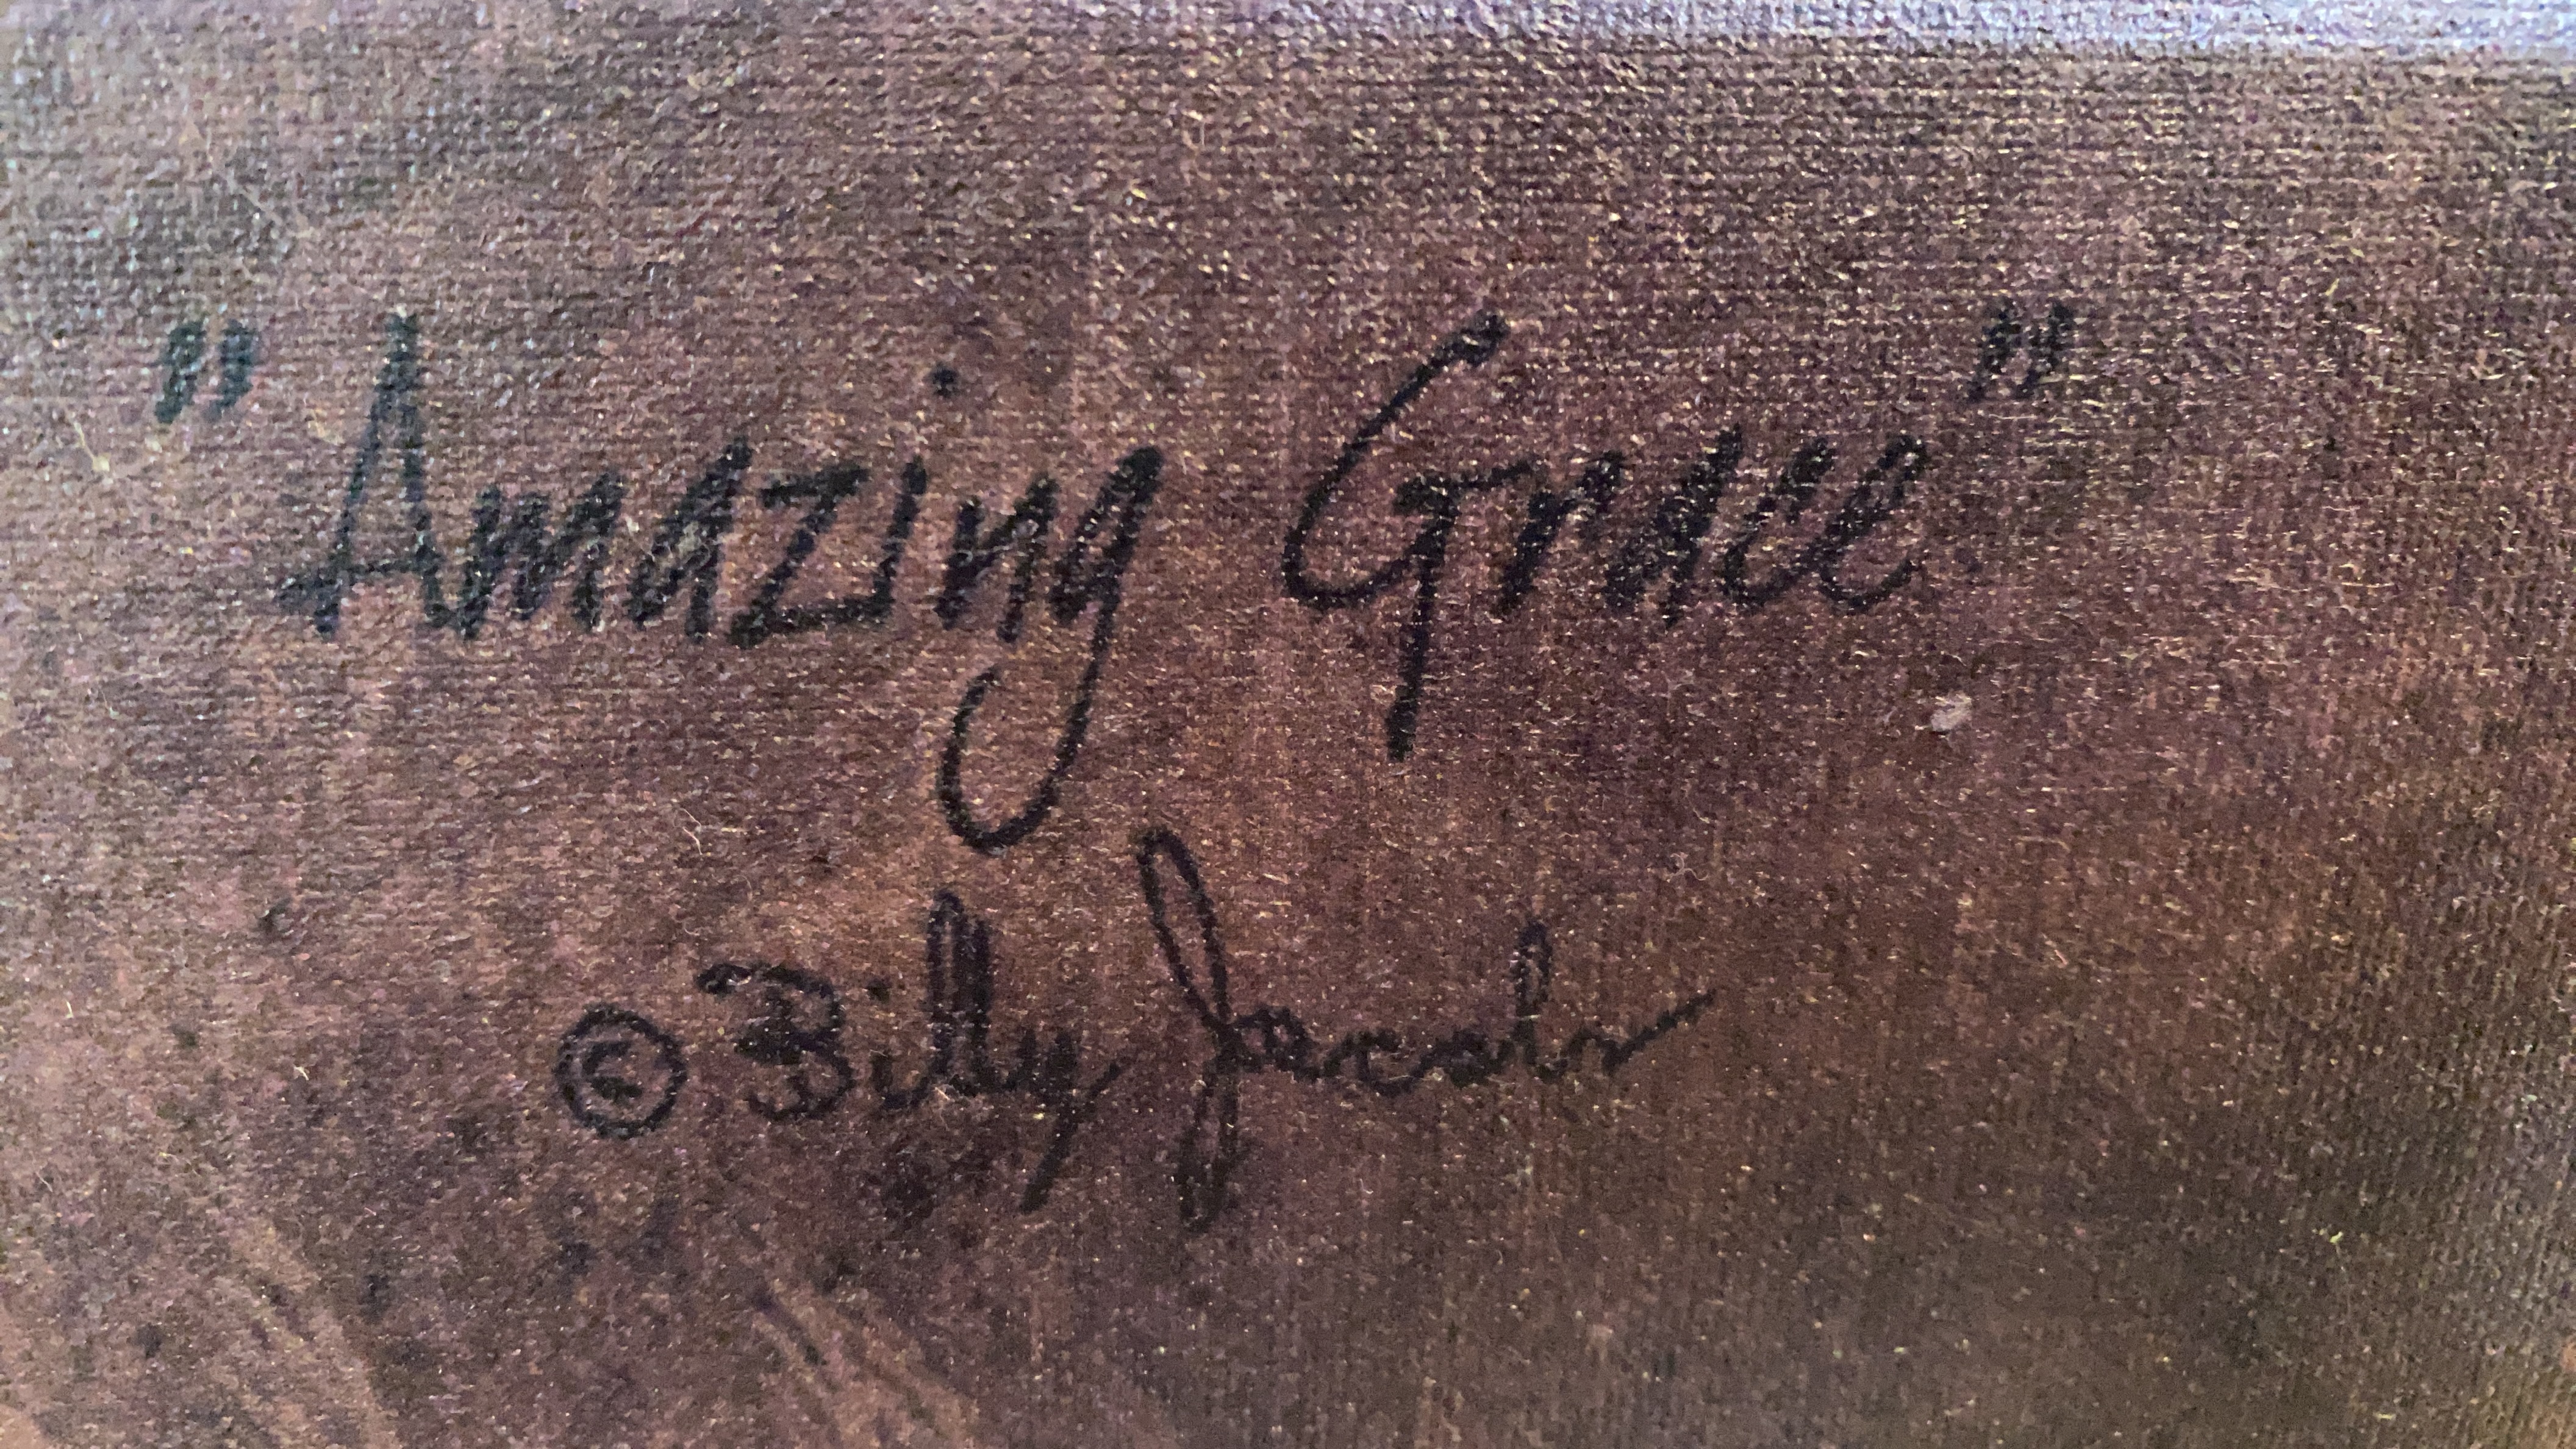 "Amazing Grace"
© Billy Jacobs